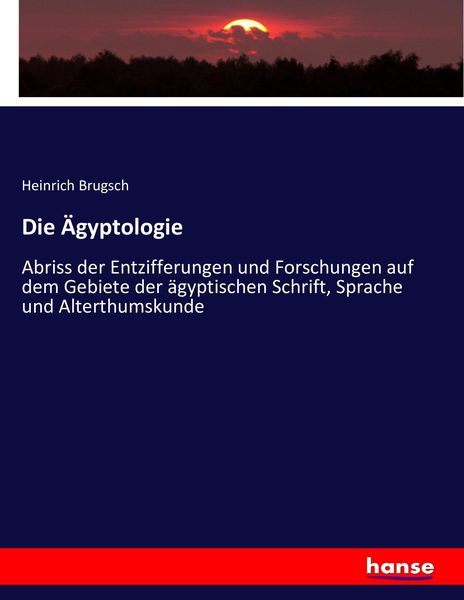 Heinrich Brugsch
Die Ägyptologie
Abriss der Entzifferungen und Forschungen auf
dem Gebiete der ägyptischen Schrift, Sprache
und Alterthumskunde
hanse